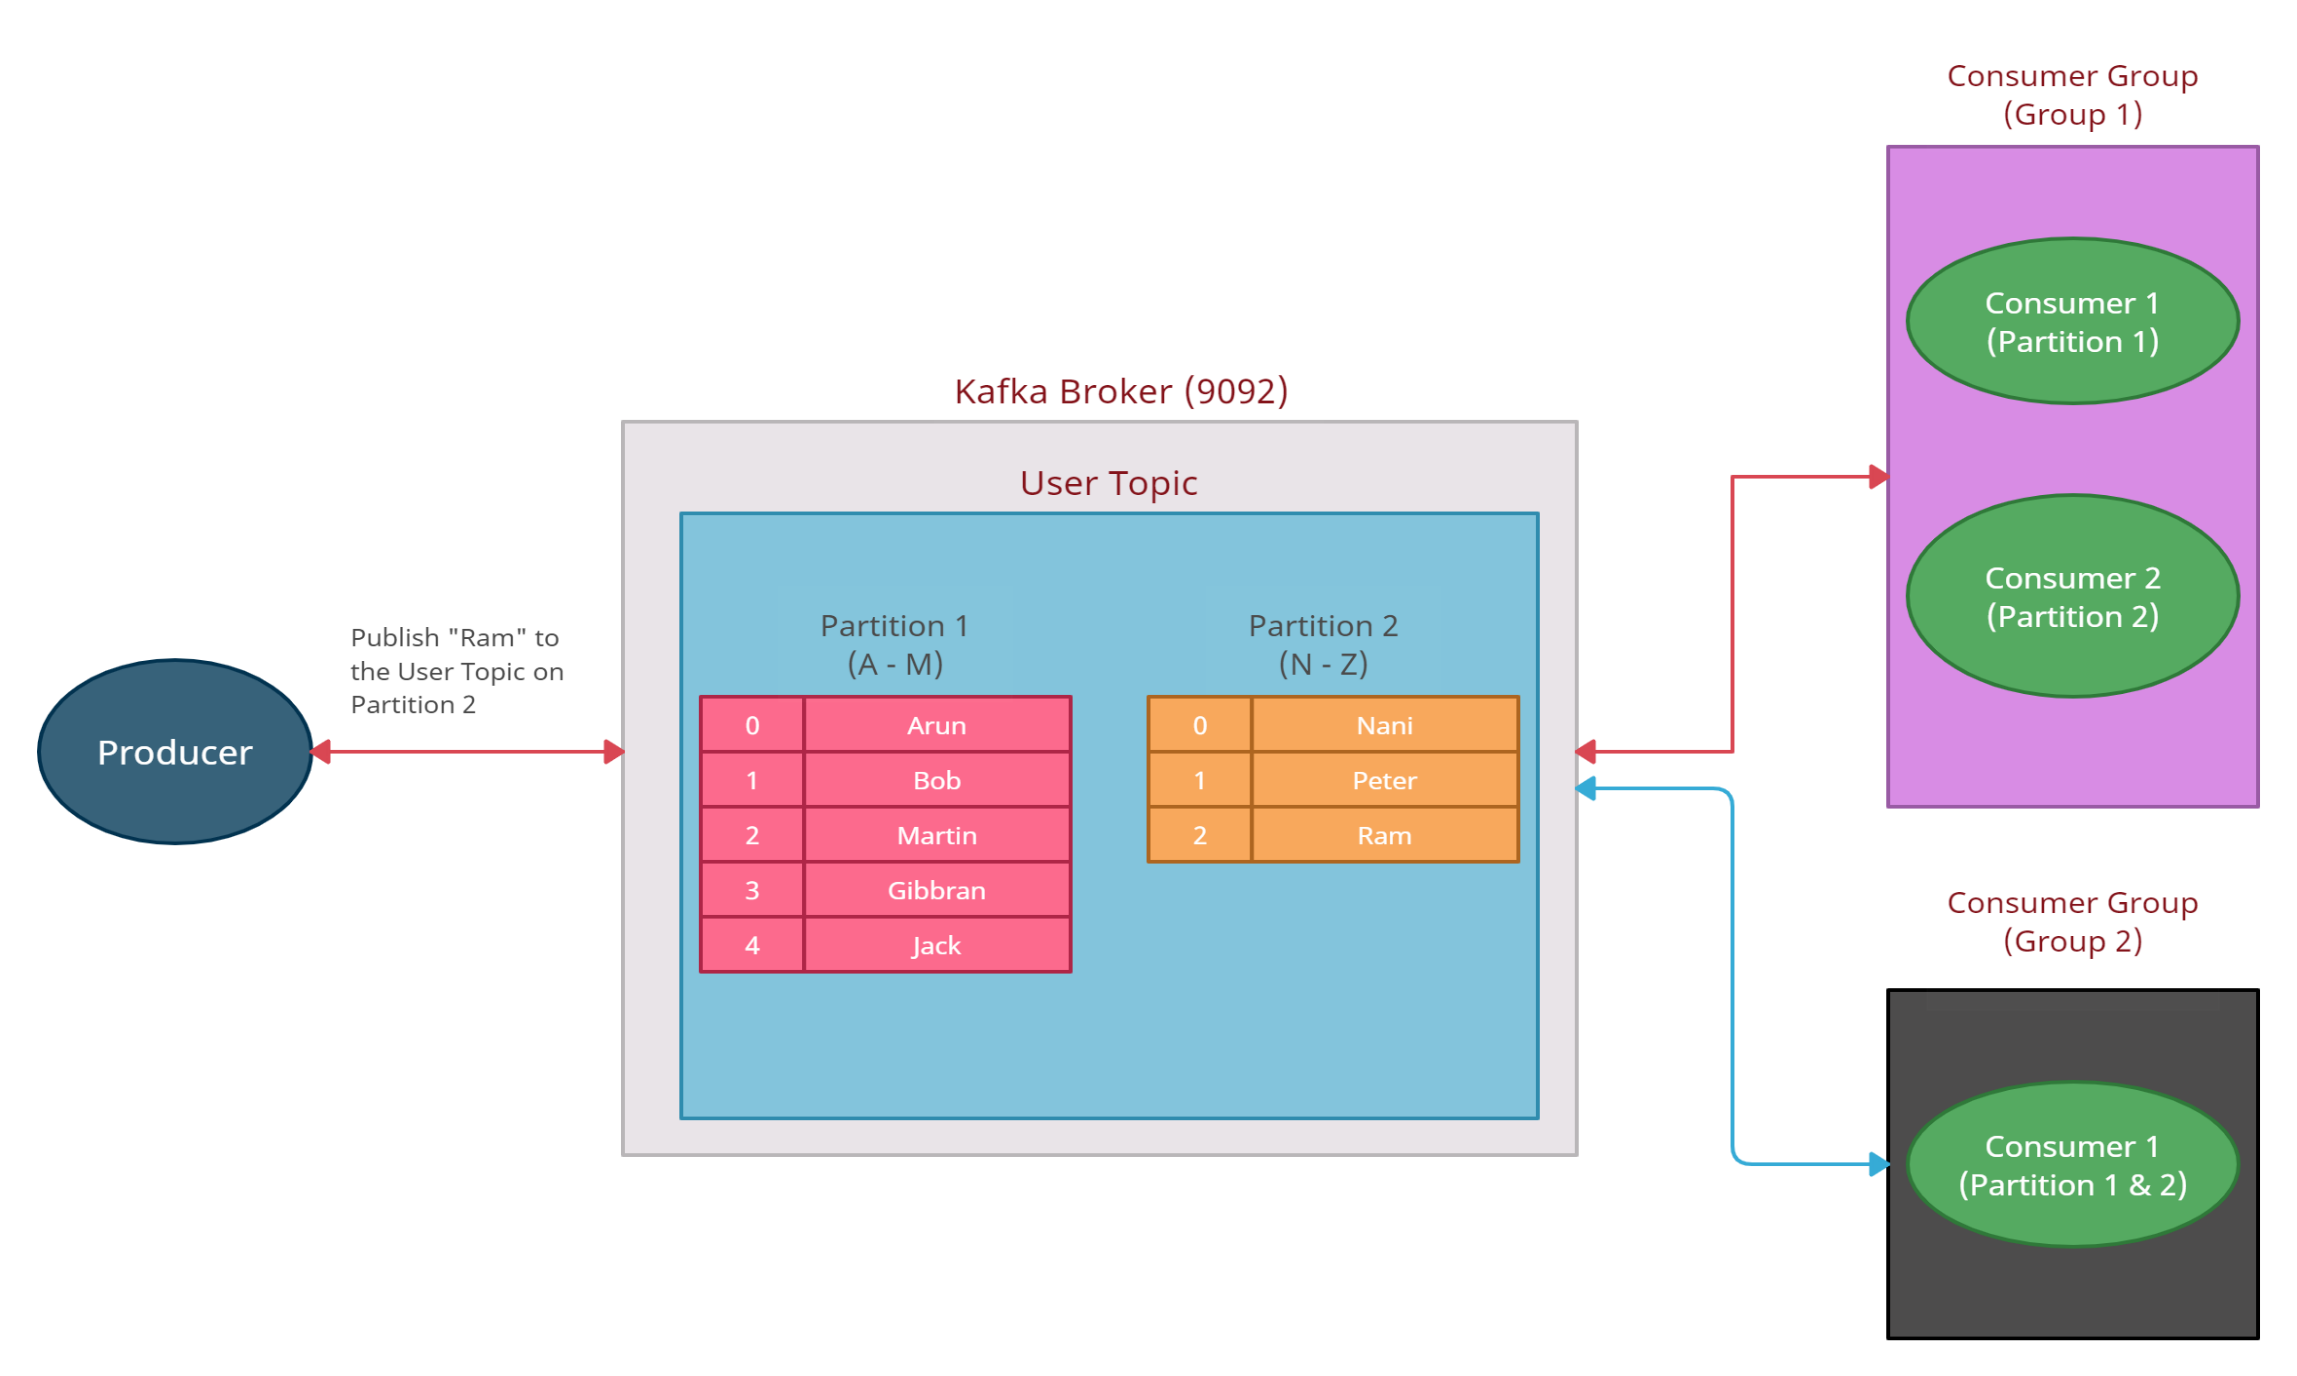 Consumer Group
(Group 1)
Consumer 1
(Partition 1)
Consumer 2
(Partition 2)
Kafka Broker (9092)
User Topic
Publish "Ram" to
the User Topic on
Partition 2
Producer
Partition 1
(A - M)
0 Arun
1 Bob
2 Martin
3 Gibbran
4 Jack
Partition 2
(N - Z)
0 Nani
1 Peter
2 Ram
Consumer Group
(Group 2)
Consumer 1
(Partition 1 & 2)